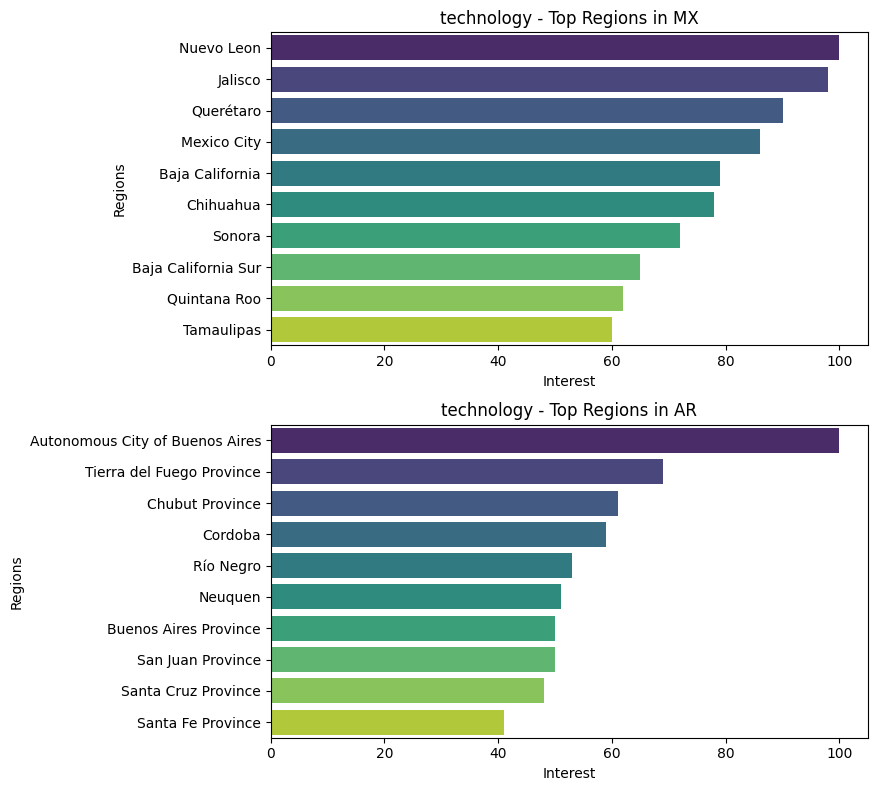 technology - Top Regions in MX
Regions
Nuevo Leon
Jalisco
Querétaro
Mexico City
Baja California
Chihuahua
Sonora
Baja California Sur
Quintana Roo
Tamaulipas
0 20 40 60 80 100
Interest
technology - Top Regions in AR
Regions
Autonomous City of Buenos Aires
Tierra del Fuego Province
Chubut Province
Cordoba
Río Negro
Neuquen
Buenos Aires Province
San Juan Province
Santa Cruz Province
Santa Fe Province
0 20 40 60 80 100
Interest